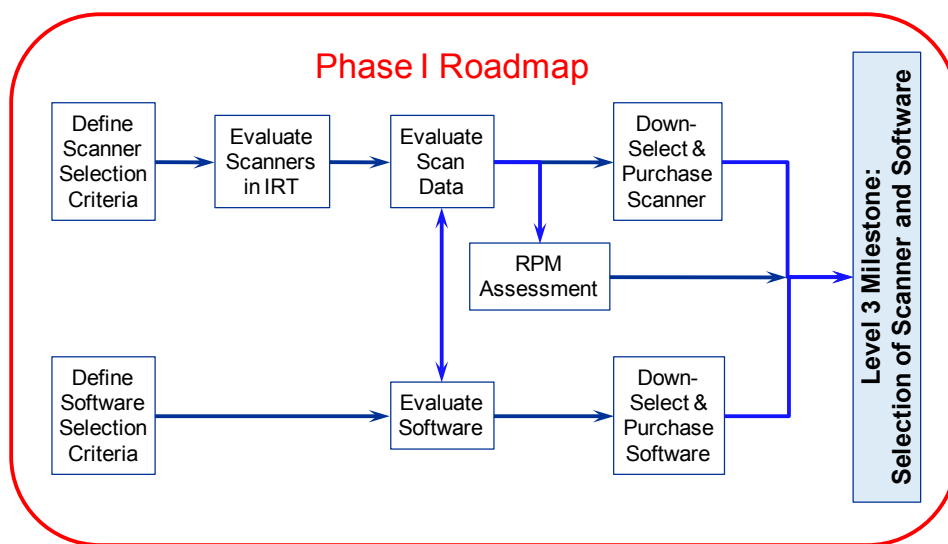 Phase I Roadmap
Define
Scanner
Selection
Criteria
Evaluate
Scanners
in IRT
Evaluate
Scan
Data
Down-
Select &
Purchase
Scanner
RPM
Assessment
Define
Software
Selection
Criteria
Evaluate
Software
Down-
Select &
Purchase
Software
Level 3 Milestone:
Selection of Scanner and Software